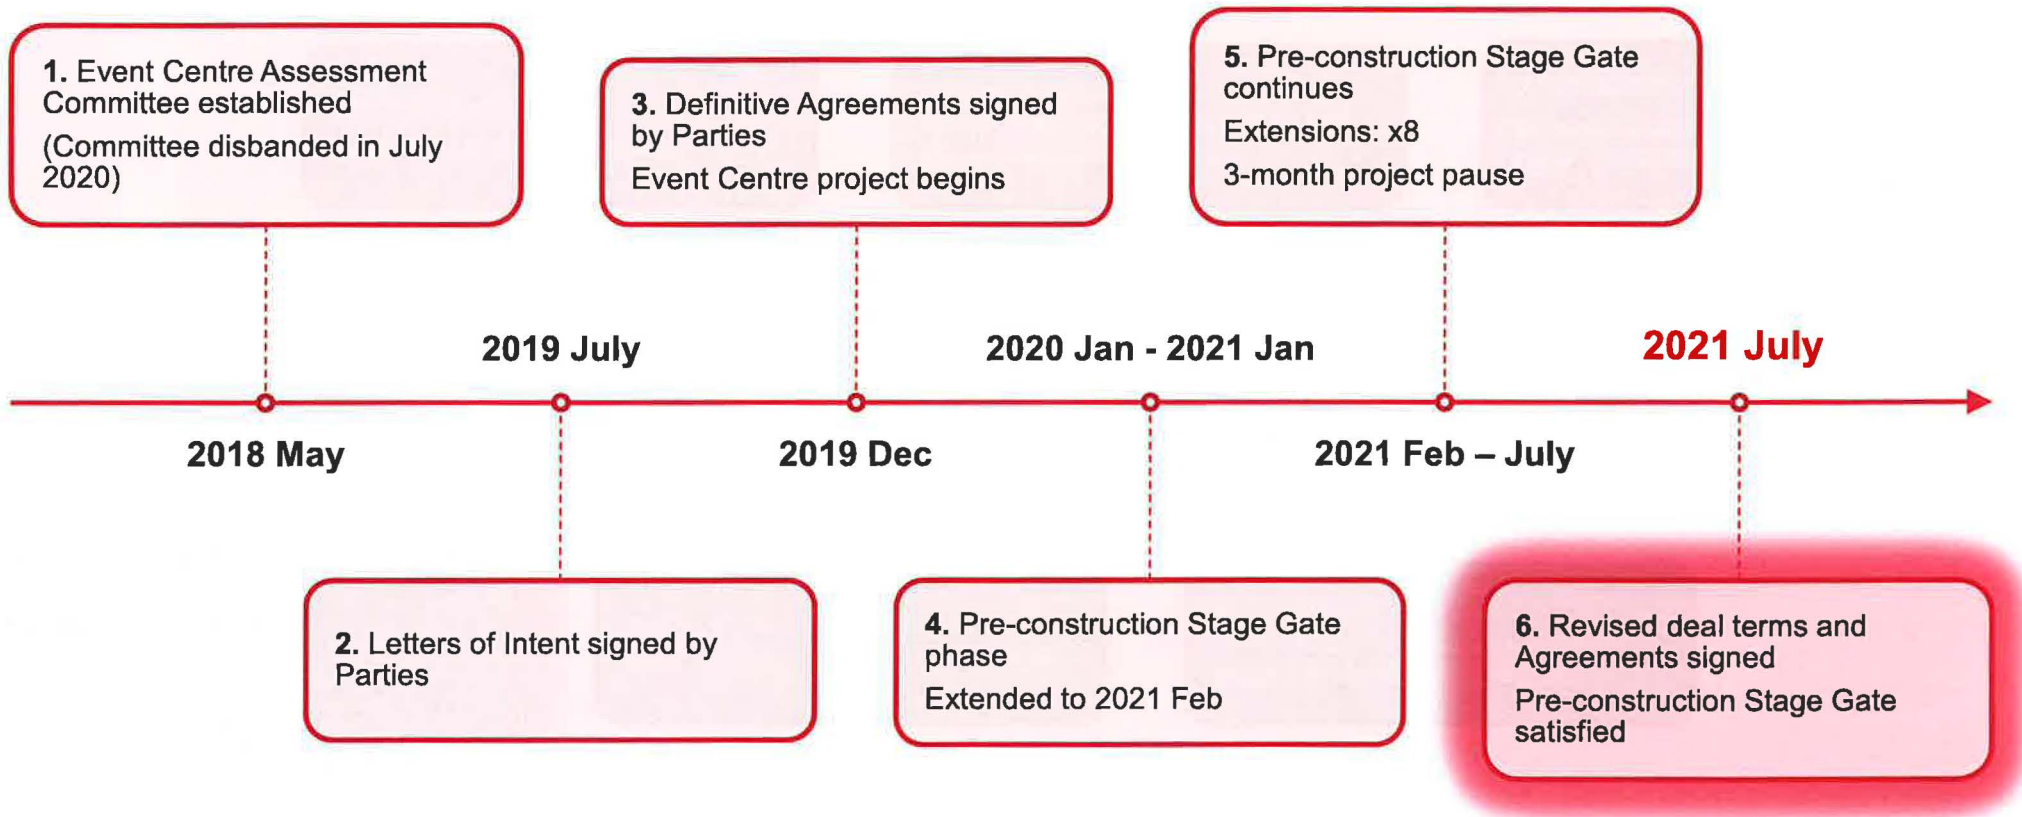 1. Event Centre Assessment
Committee established
(Committee disbanded in July
2020)
3. Definitive Agreements signed
by Parties
Event Centre project begins
5. Pre-construction Stage Gate
continues
Extensions: x8
3-month project pause
2019 July
2020 Jan - 2021 Jan
2021 July
2018 May
2019 Dec
2021 Feb – July
2. Letters of Intent signed by
Parties
4. Pre-construction Stage Gate
phase
Extended to 2021 Feb
6. Revised deal terms and
Agreements signed
Pre-construction Stage Gate
satisfied